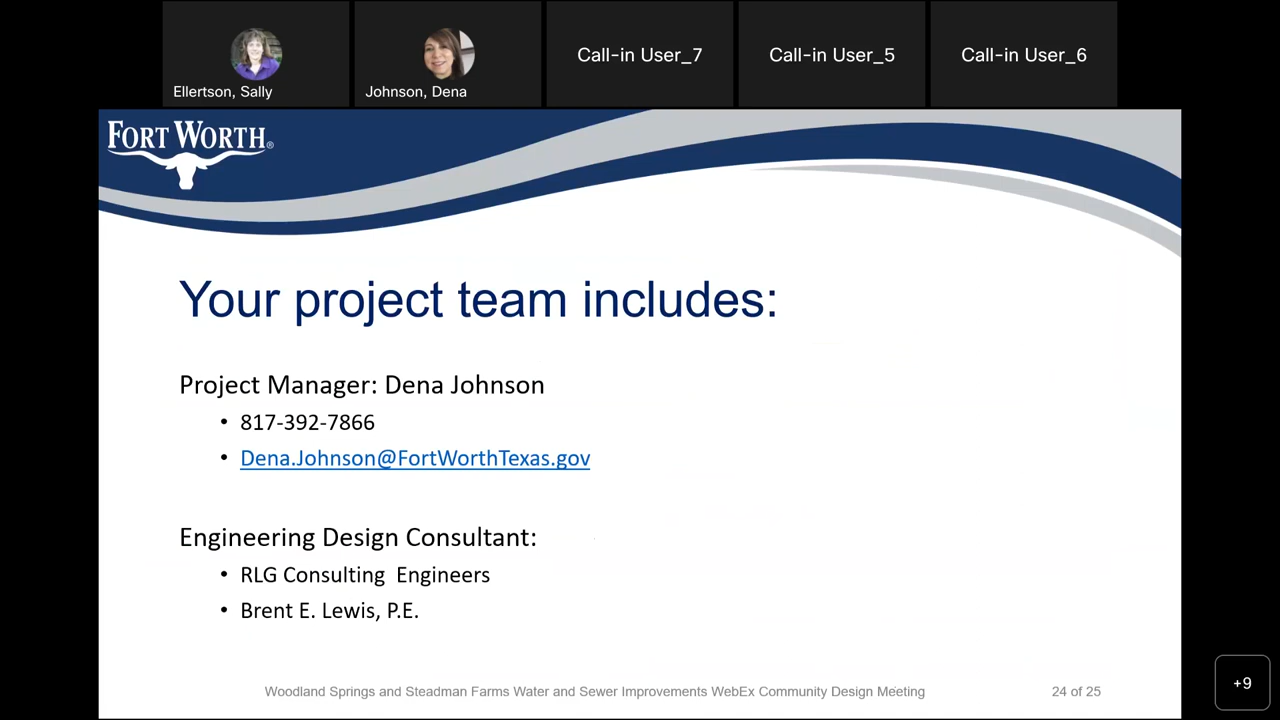 Ellertson, Sally
Johnson, Dena
Call-in User_7
Call-in User_5
Call-in User_6
FORT WORTH®
Your project team includes:
Project Manager: Dena Johnson
• 817-392-7866
• Dena.Johnson@FortWorthTexas.gov
Engineering Design Consultant:
• RLG Consulting  Engineers
• Brent E. Lewis, P.E.
Woodland Springs and Steadman Farms Water and Sewer Improvements WebEx Community Design Meeting
24 of 25
+9